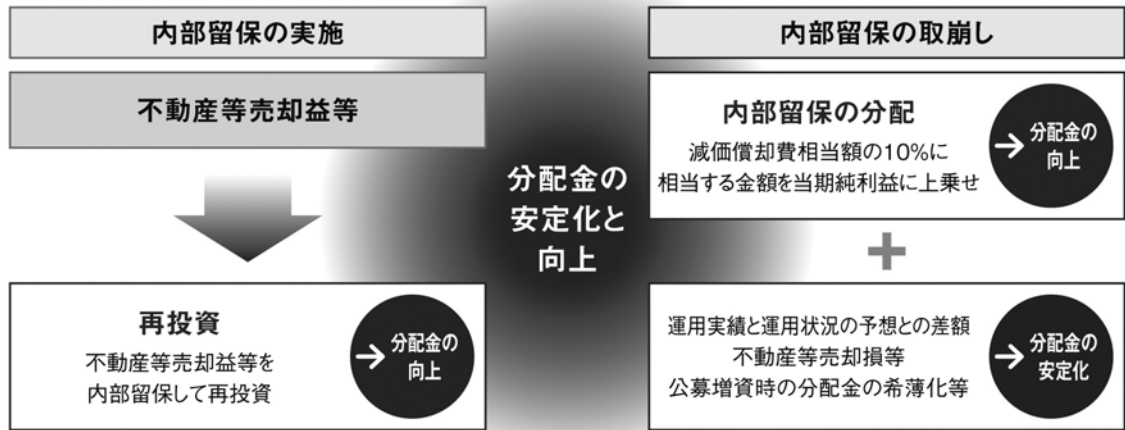 内部留保の実施
不動産等売却益等
再投資
不動産等売却益等を
内部留保して再投資
→ 分配金の
向上
分配金の
安定化と
向上
内部留保の取崩し
内部留保の分配
減価償却費相当額の10%に
相当する金額を当期純利益に上乗せ
→ 分配金の
向上
+
運用実績と運用状況の予想との差額
不動産等売却損等
公募増資時の分配金の希薄化等
→ 分配金の
安定化